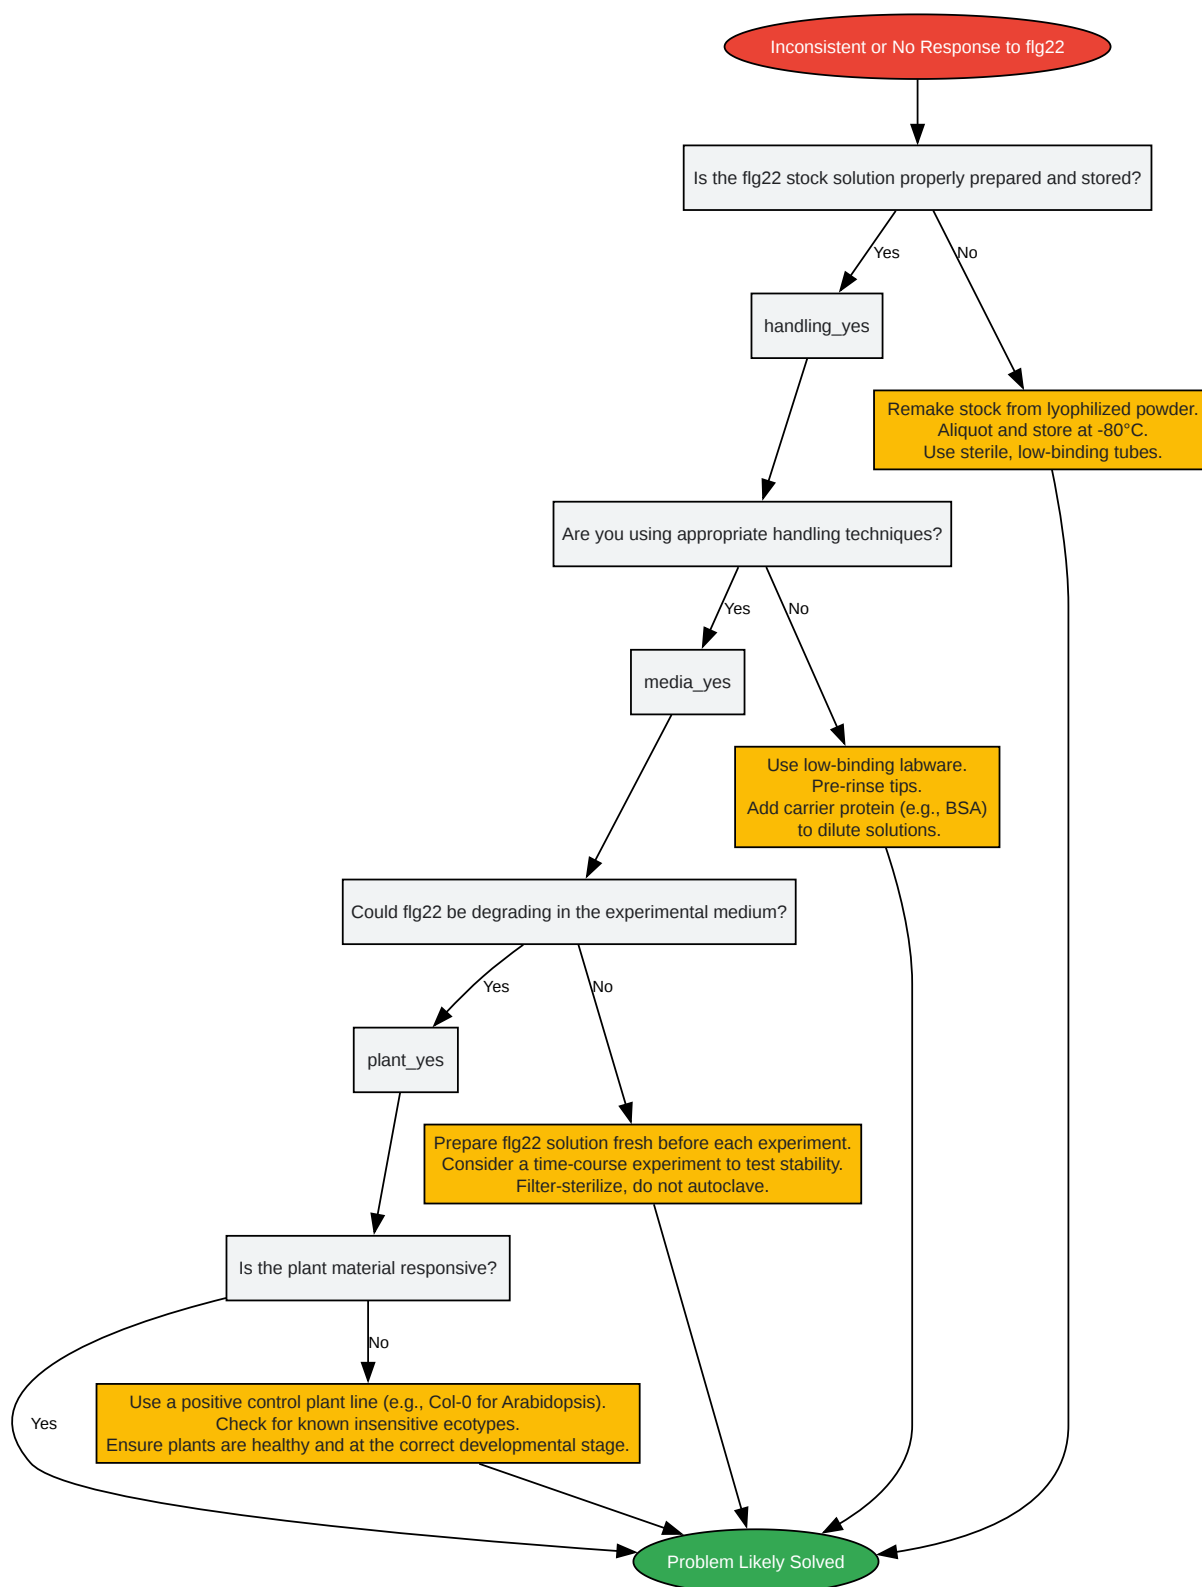 Inconsistent or No Response to flg22
Is the flg22 stock solution properly prepared and stored?
Yes
No
handling_yes
Remake stock from lyophilized powder.
Aliquot and store at -80°C.
Use sterile, low-binding tubes.
Are you using appropriate handling techniques?
Yes
No
media_yes
Use low-binding labware.
Pre-rinse tips.
Add carrier protein (e.g., BSA)
to dilute solutions.
Could flg22 be degrading in the experimental medium?
Yes
No
plant_yes
Prepare flg22 solution fresh before each experiment.
Consider a time-course experiment to test stability.
Filter-sterilize, do not autoclave.
Is the plant material responsive?
No
Yes
Use a positive control plant line (e.g., Col-0 for Arabidopsis).
Check for known insensitive ecotypes.
Ensure plants are healthy and at the correct developmental stage.
Problem Likely Solved